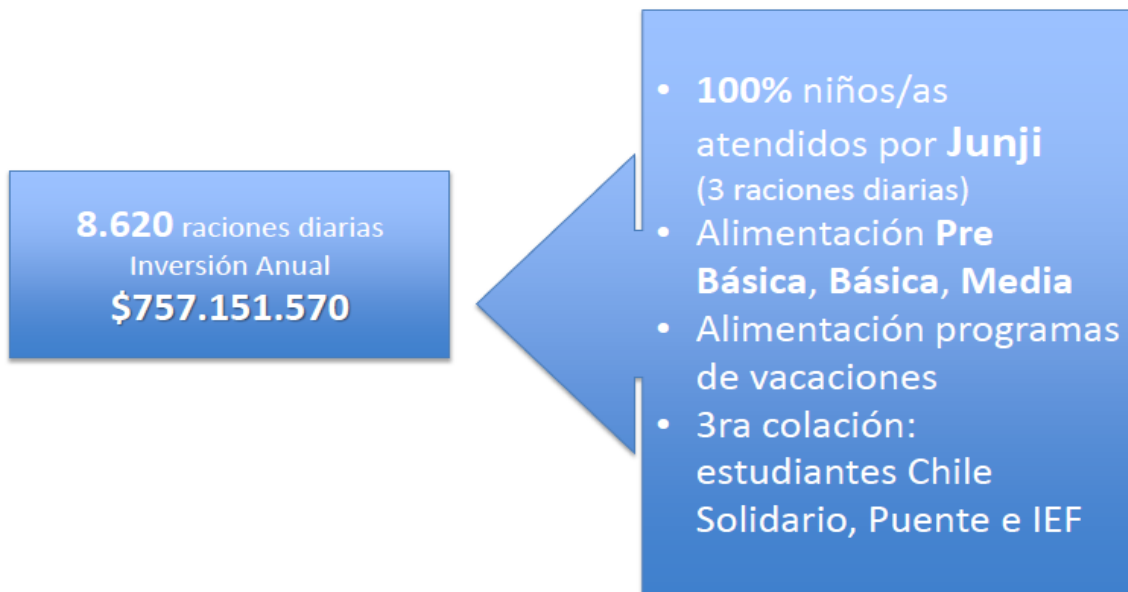 8.620 raciones diarias
Inversión Anual
$757.151.570
• 100% niños/as
atendidos por Junji
(3 raciones diarias)
• Alimentación Pre
Básica, Básica, Media
• Alimentación programas
de vacaciones
• 3ra colación:
estudiantes Chile
Solidario, Puente e IEF